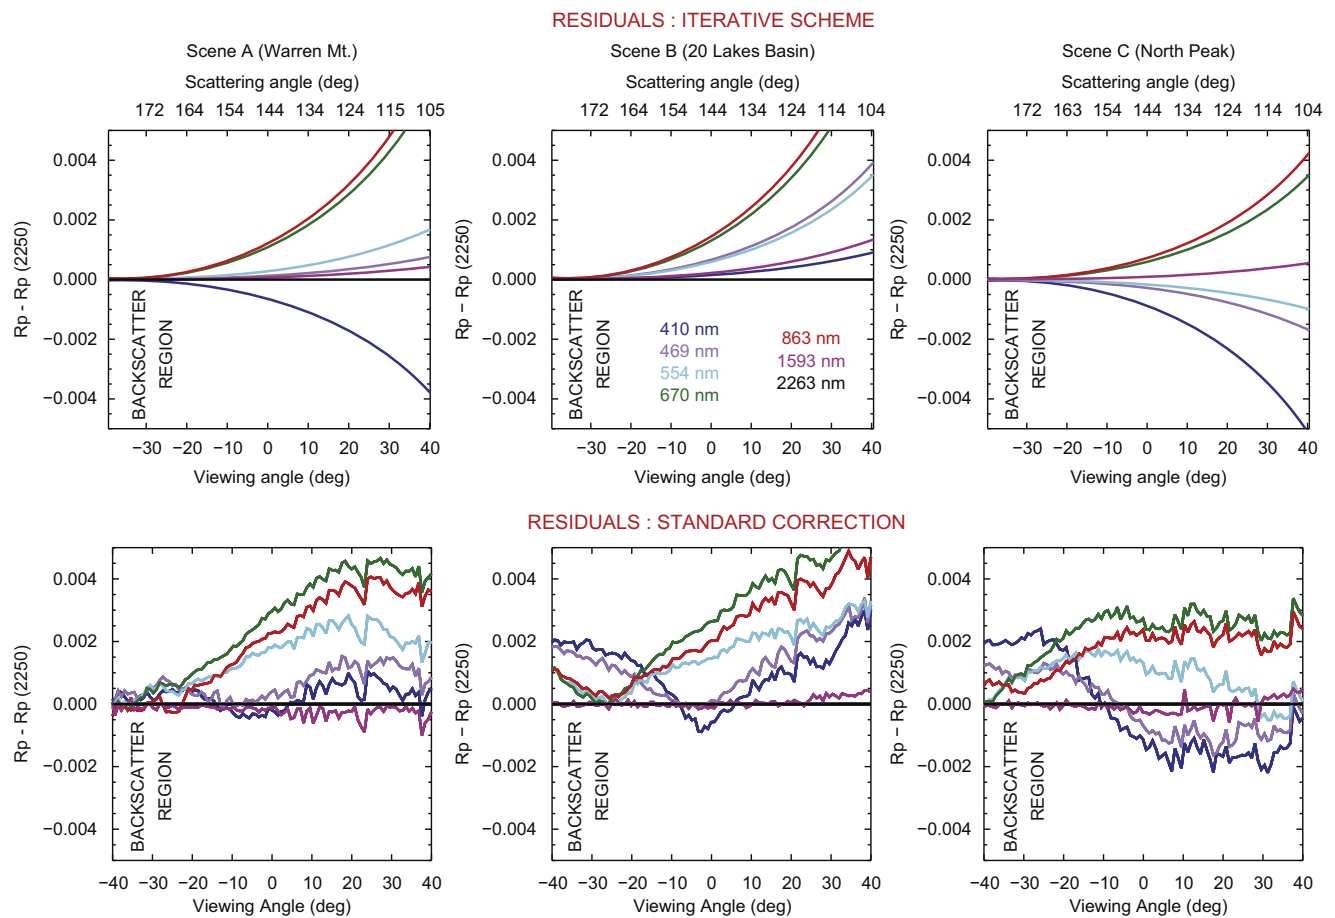 RESIDUALS : ITERATIVE SCHEME
Scene A (Warren Mt.)
Scattering angle (deg)
172 164 154 144 134 124 115 105
0.004
0.002
0.000
−0.002
−0.004
Rp - Rp (2250)
BACKSCATTER
REGION
−30 −20 −10 0 10 20 30 40
Viewing angle (deg)
Scene B (20 Lakes Basin)
Scattering angle (deg)
172 164 154 144 134 124 114 104
0.004
0.002
0.000
−0.002
−0.004
Rp − Rp (2250)
BACKSCATTER
REGION
410 nm
469 nm
554 nm
670 nm
863 nm
1593 nm
2263 nm
−30 −20 −10 0 10 20 30 40
Viewing angle (deg)
Scene C (North Peak)
Scattering angle (deg)
172 163 154 144 134 124 114 104
0.004
0.002
0.000
−0.002
−0.004
Rp − Rp (2250)
BACKSCATTER
REGION
−30 −20 −10 0 10 20 30 40
Viewing angle (deg)
RESIDUALS : STANDARD CORRECTION
0.004
0.002
0.000
−0.002
−0.004
Rp - Rp (2250)
BACKSCATTER
REGION
−40 −30 −20 −10 0 10 20 30 40
Viewing Angle (deg)
0.004
0.002
0.000
−0.002
−0.004
Rp − Rp (2250)
BACKSCATTER
REGION
−40 −30 −20 −10 0 10 20 30 40
Viewing Angle (deg)
0.004
0.002
0.000
−0.002
−0.004
Rp − Rp (2250)
BACKSCATTER
REGION
−40 −30 −20 −10 0 10 20 30 40
Viewing Angle (deg)